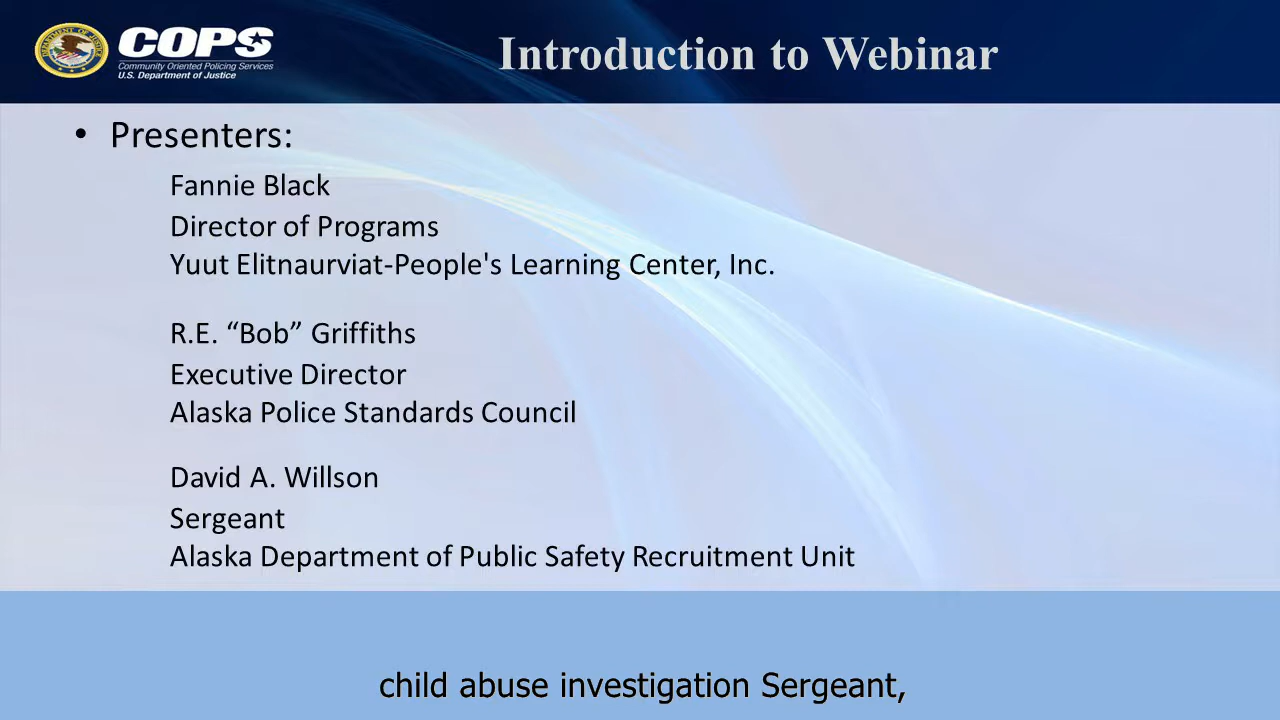 COPS
Community Oriented Policing Services
U.S. Department of Justice
Introduction to Webinar
• Presenters:
Fannie Black
Director of Programs
Yuut Elitnaurviat-People's Learning Center, Inc.
R.E. “Bob” Griffiths
Executive Director
Alaska Police Standards Council
David A. Willson
Sergeant
Alaska Department of Public Safety Recruitment Unit
child abuse investigation Sergeant,